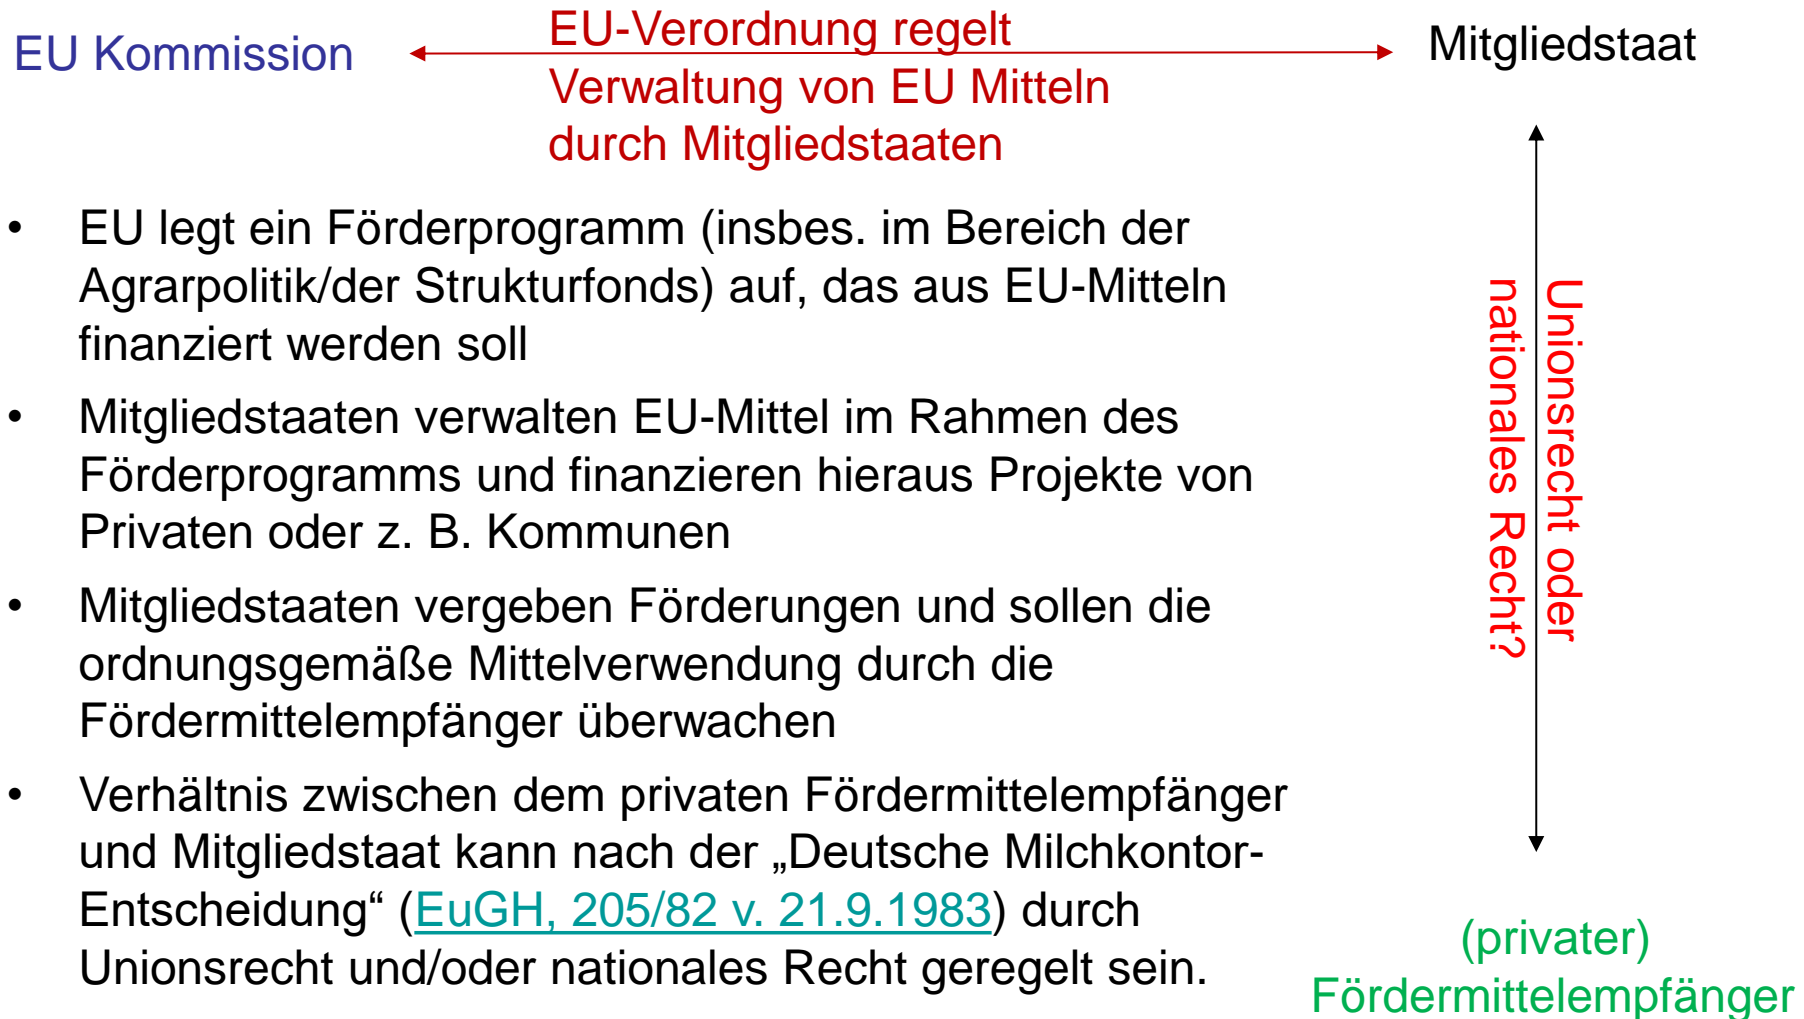 EU Kommission
EU-Verordnung regelt
Verwaltung von EU Mitteln
durch Mitgliedstaaten
Mitgliedstaat
• EU legt ein Förderprogramm (insbes. im Bereich der
Agrarpolitik/der Strukturfonds) auf, das aus EU-Mitteln
finanziert werden soll
• Mitgliedstaaten verwalten EU-Mittel im Rahmen des
Förderprogramms und finanzieren hieraus Projekte von
Privaten oder z. B. Kommunen
• Mitgliedstaaten vergeben Förderungen und sollen die
ordnungsgemäße Mittelverwendung durch die
Fördermittelempfänger überwachen
• Verhältnis zwischen dem privaten Fördermittelempfänger
und Mitgliedstaat kann nach der „Deutsche Milchkontor-
Entscheidung“ (EuGH, 205/82 v. 21.9.1983) durch
Unionsrecht und/oder nationales Recht geregelt sein.
Unionsrecht oder
nationales Recht?
(privater)
Fördermittelempfänger